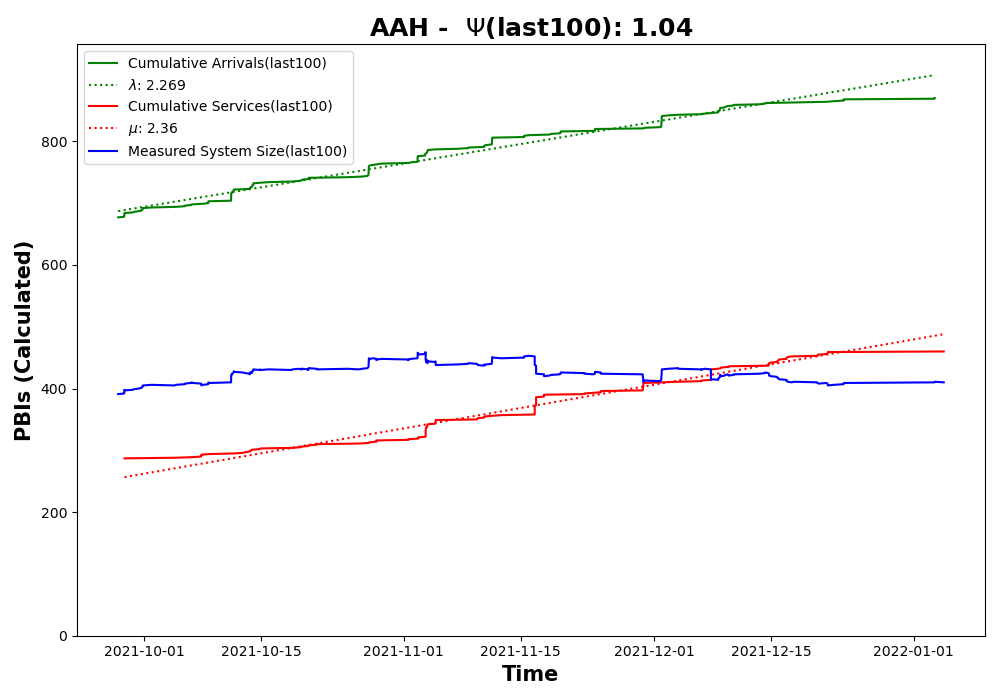 AAH -  Ψ(last100): 1.04
Cumulative Arrivals(last100)
λ: 2.269
Cumulative Services(last100)
μ: 2.36
Measured System Size(last100)
PBIs (Calculated)
800
600
400
200
0
2021-10-01 2021-10-15 2021-11-01 2021-11-15 2021-12-01 2021-12-15 2022-01-01
Time